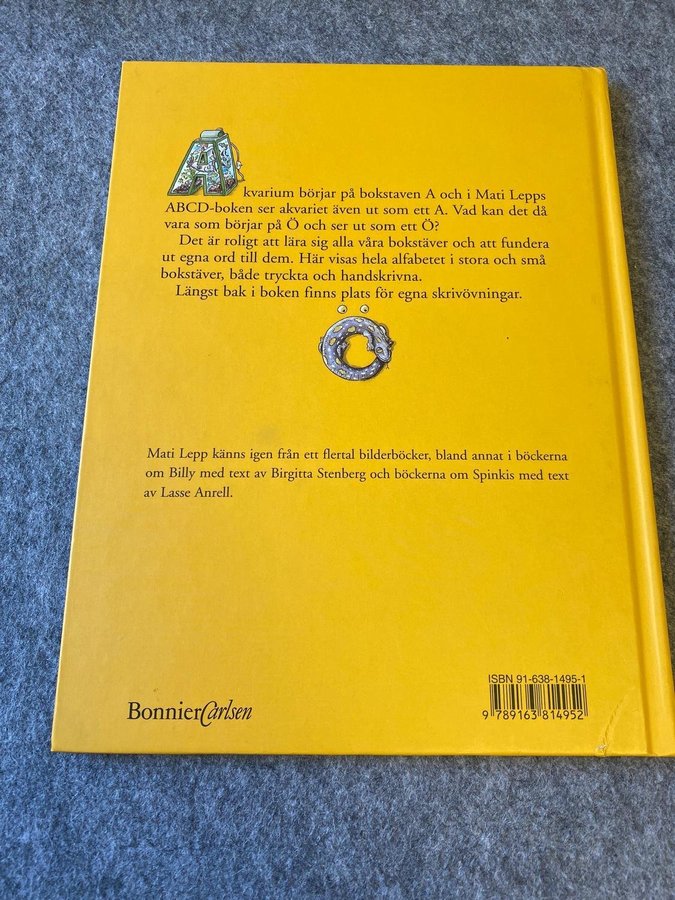 Akvarium börjar på bokstaven A och i Mati Lepps
ABCD-boken ser akvariet även ut som ett A. Vad kan det då
vara som börjar på Ö och ser ut som ett Ö?
Det är roligt att lära sig alla våra bokstäver och att fundera
ut egna ord till dem. Här visas hela alfabetet i stora och små
bokstäver, både tryckta och handskrivna.
Längst bak i boken finns plats för egna skrivövningar.
Ö
Mati Lepp känns igen från ett flertal bilderböcker, bland annat i böckerna
om Billy med text av Birgitta Stenberg och böckerna om Spinkis med text
av Lasse Anrell.
ISBN 91-638-1495-1
9 789163 814952
BonnierCarlsen